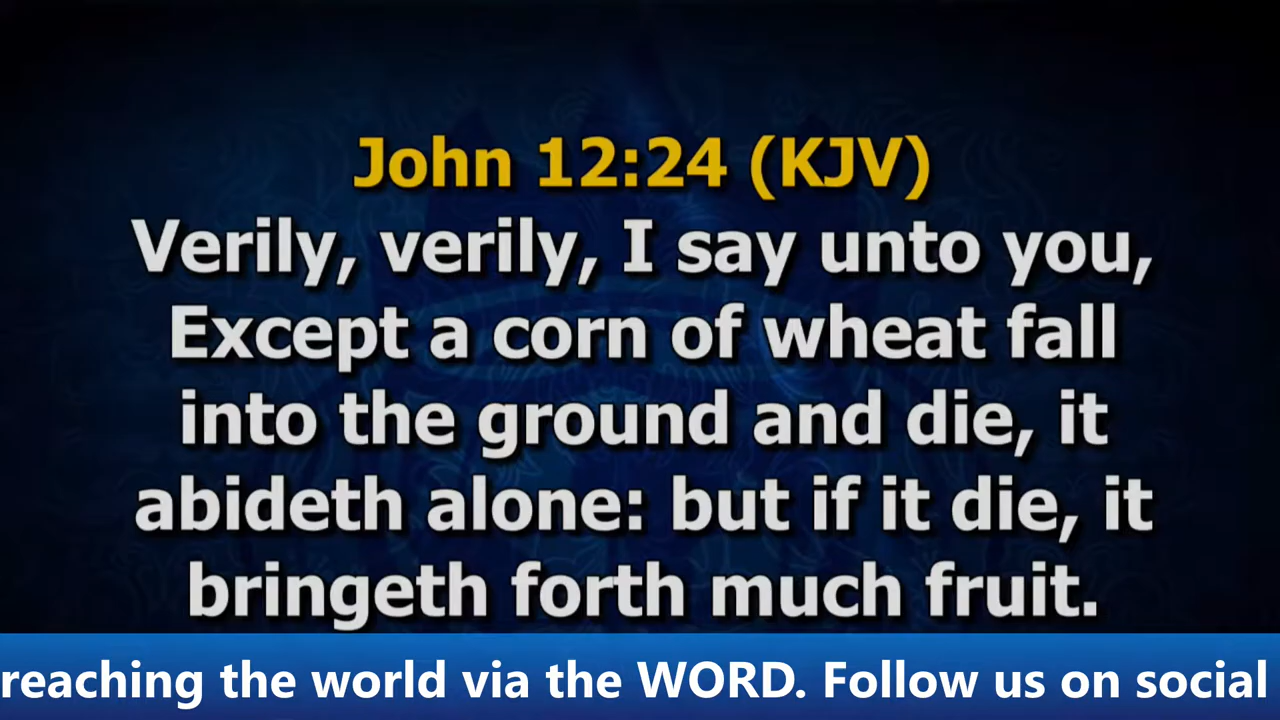 John 12:24 (KJV)
Verily, verily, I say unto you,
Except a corn of wheat fall
into the ground and die, it
abideth alone: but if it die, it
bringeth forth much fruit.
reaching the world via the WORD. Follow us on social